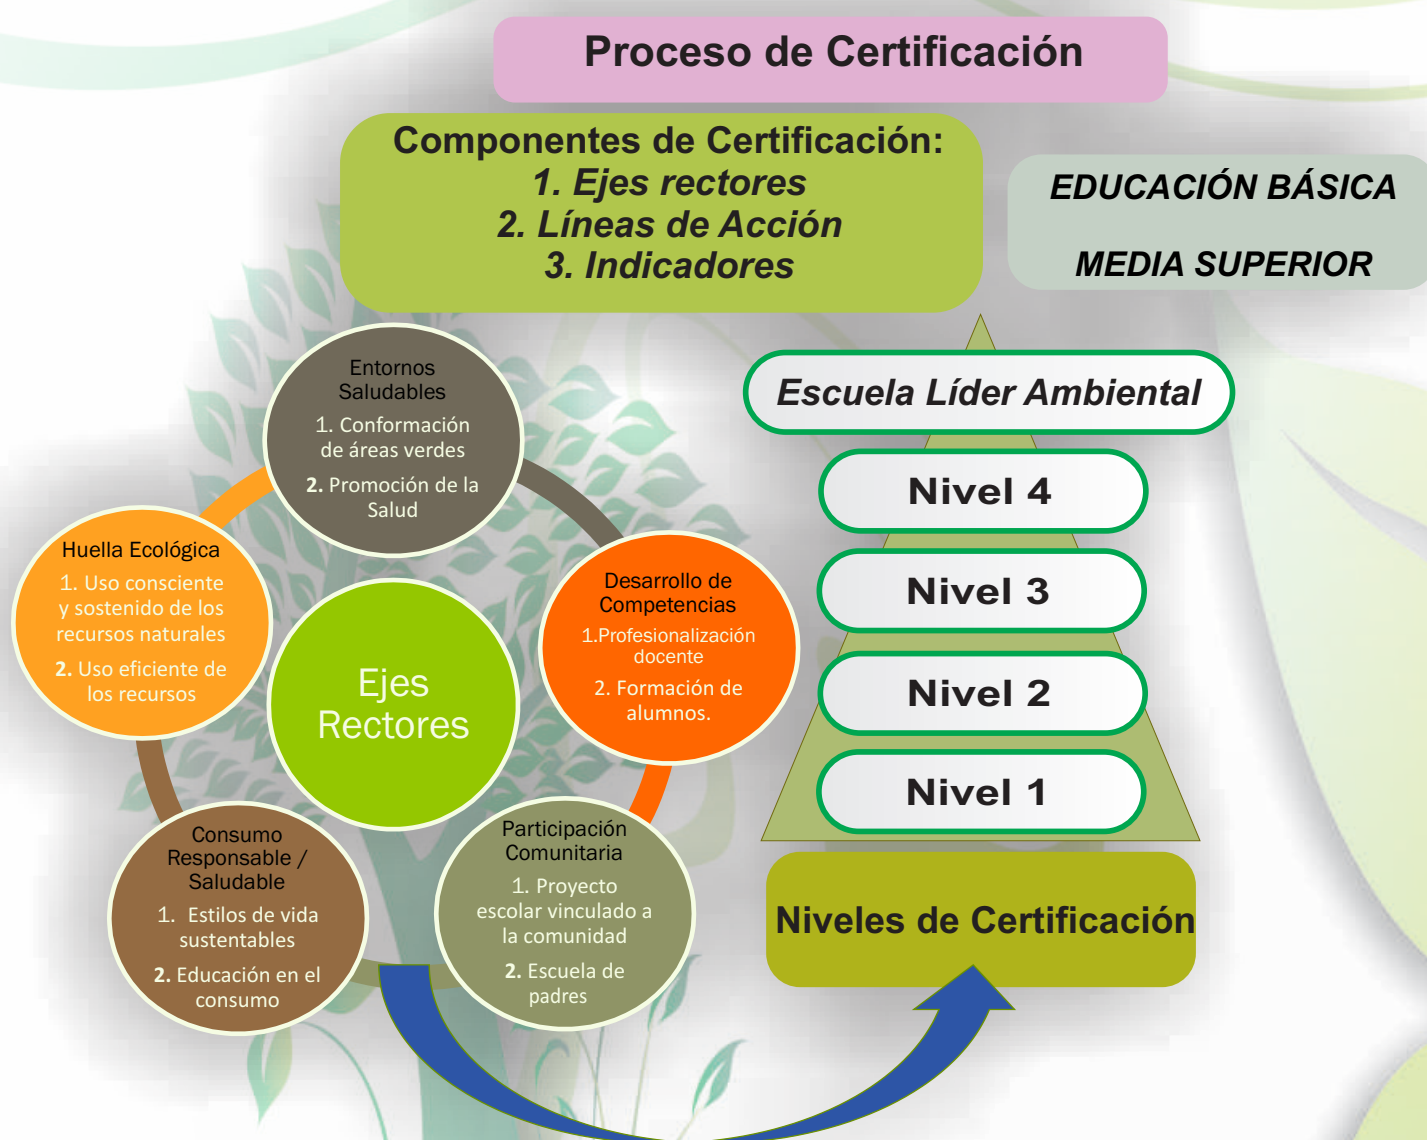 Proceso de Certificación
Componentes de Certificación:
1. Ejes rectores
2. Líneas de Acción
3. Indicadores
EDUCACIÓN BÁSICA
MEDIA SUPERIOR
Entornos
Saludables
1. Conformación
de áreas verdes
2. Promoción de la
Salud
Huella Ecológica
1. Uso consciente
y sostenido de los
recursos naturales
2. Uso eficiente de
los recursos
Ejes
Rectores
Desarrollo de
Competencias
1.Profesionalización
docente
2. Formación de
alumnos.
Consumo
Responsable /
Saludable
1. Estilos de vida
sustentables
2. Educación en el
consumo
Participación
Comunitaria
1. Proyecto
escolar vinculado a
la comunidad
2. Escuela de
padres
Escuela Líder Ambiental
Nivel 4
Nivel 3
Nivel 2
Nivel 1
Niveles de Certificación